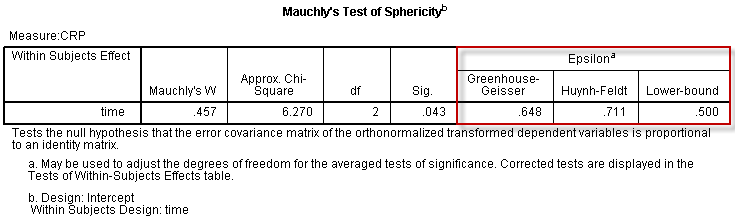 Mauchly's Test of Sphericityb
Measure:CRP
Within Subjects Effect
Mauchly's W
Approx. Chi-
Square
df
Sig.
Epsilona
Greenhouse-
Geisser
Huynh-Feldt
Lower-bound
time .457 6.270 2 .043 .648 .711 .500
Tests the null hypothesis that the error covariance matrix of the orthonormalized transformed dependent variables is proportional
to an identity matrix.
a. May be used to adjust the degrees of freedom for the averaged tests of significance. Corrected tests are displayed in the
Tests of Within-Subjects Effects table.
b. Design: Intercept
Within Subjects Design: time